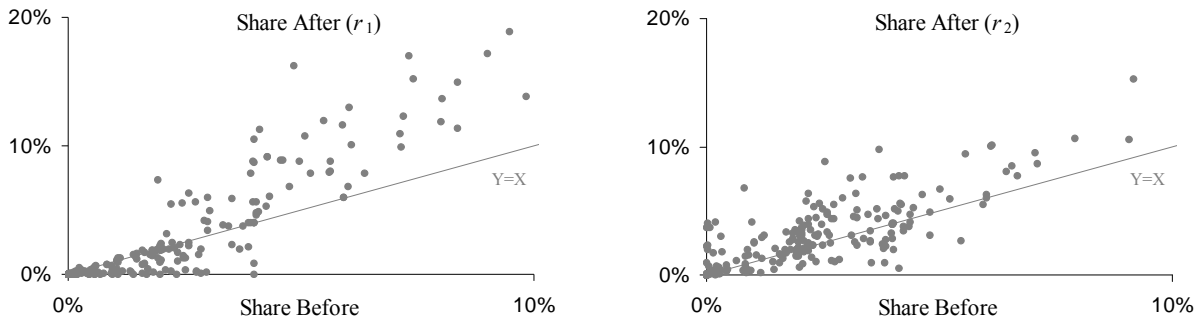 20%
Share After (r1)
10%
Y=X
0%
0%
Share Before
10%
20%
Share After (r2)
10%
Y=X
0%
0%
Share Before
10%